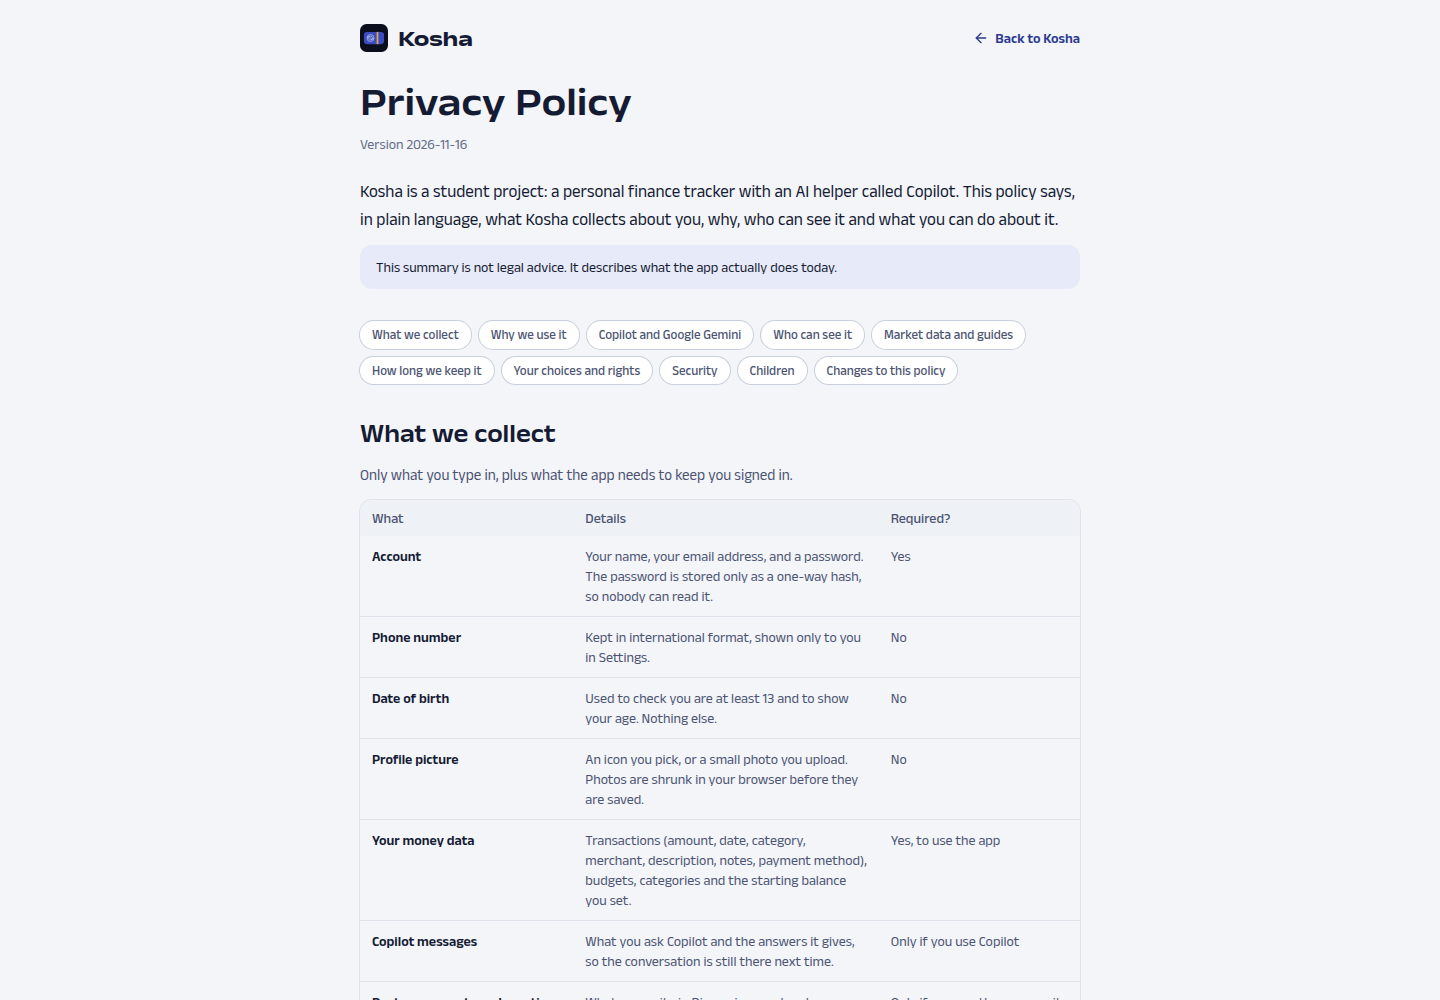 Kosha
Back to Kosha
Privacy Policy
Version 2026-11-16
Kosha is a student project: a personal finance tracker with an AI helper called Copilot. This policy says,
in plain language, what Kosha collects about you, why, who can see it and what you can do about it.
This summary is not legal advice. It describes what the app actually does today.
What we collect
Why we use it
Copilot and Google Gemini
Who can see it
Market data and guides
How long we keep it
Your choices and rights
Security
Children
Changes to this policy
What we collect
Only what you type in, plus what the app needs to keep you signed in.
What
Details
Required?
Account
Your name, your email address, and a password.
The password is stored only as a one-way hash,
so nobody can read it.
Yes
Phone number
Kept in international format, shown only to you
in Settings.
No
Date of birth
Used to check you are at least 13 and to show
your age. Nothing else.
No
Profile picture
An icon you pick, or a small photo you upload.
Photos are shrunk in your browser before they
are saved.
No
Your money data
Transactions (amount, date, category,
merchant, description, notes, payment method),
budgets, categories and the starting balance
you set.
Yes, to use the app
Copilot messages
What you ask Copilot and the answers it gives,
so the conversation is still there next time.
Only if you use Copilot